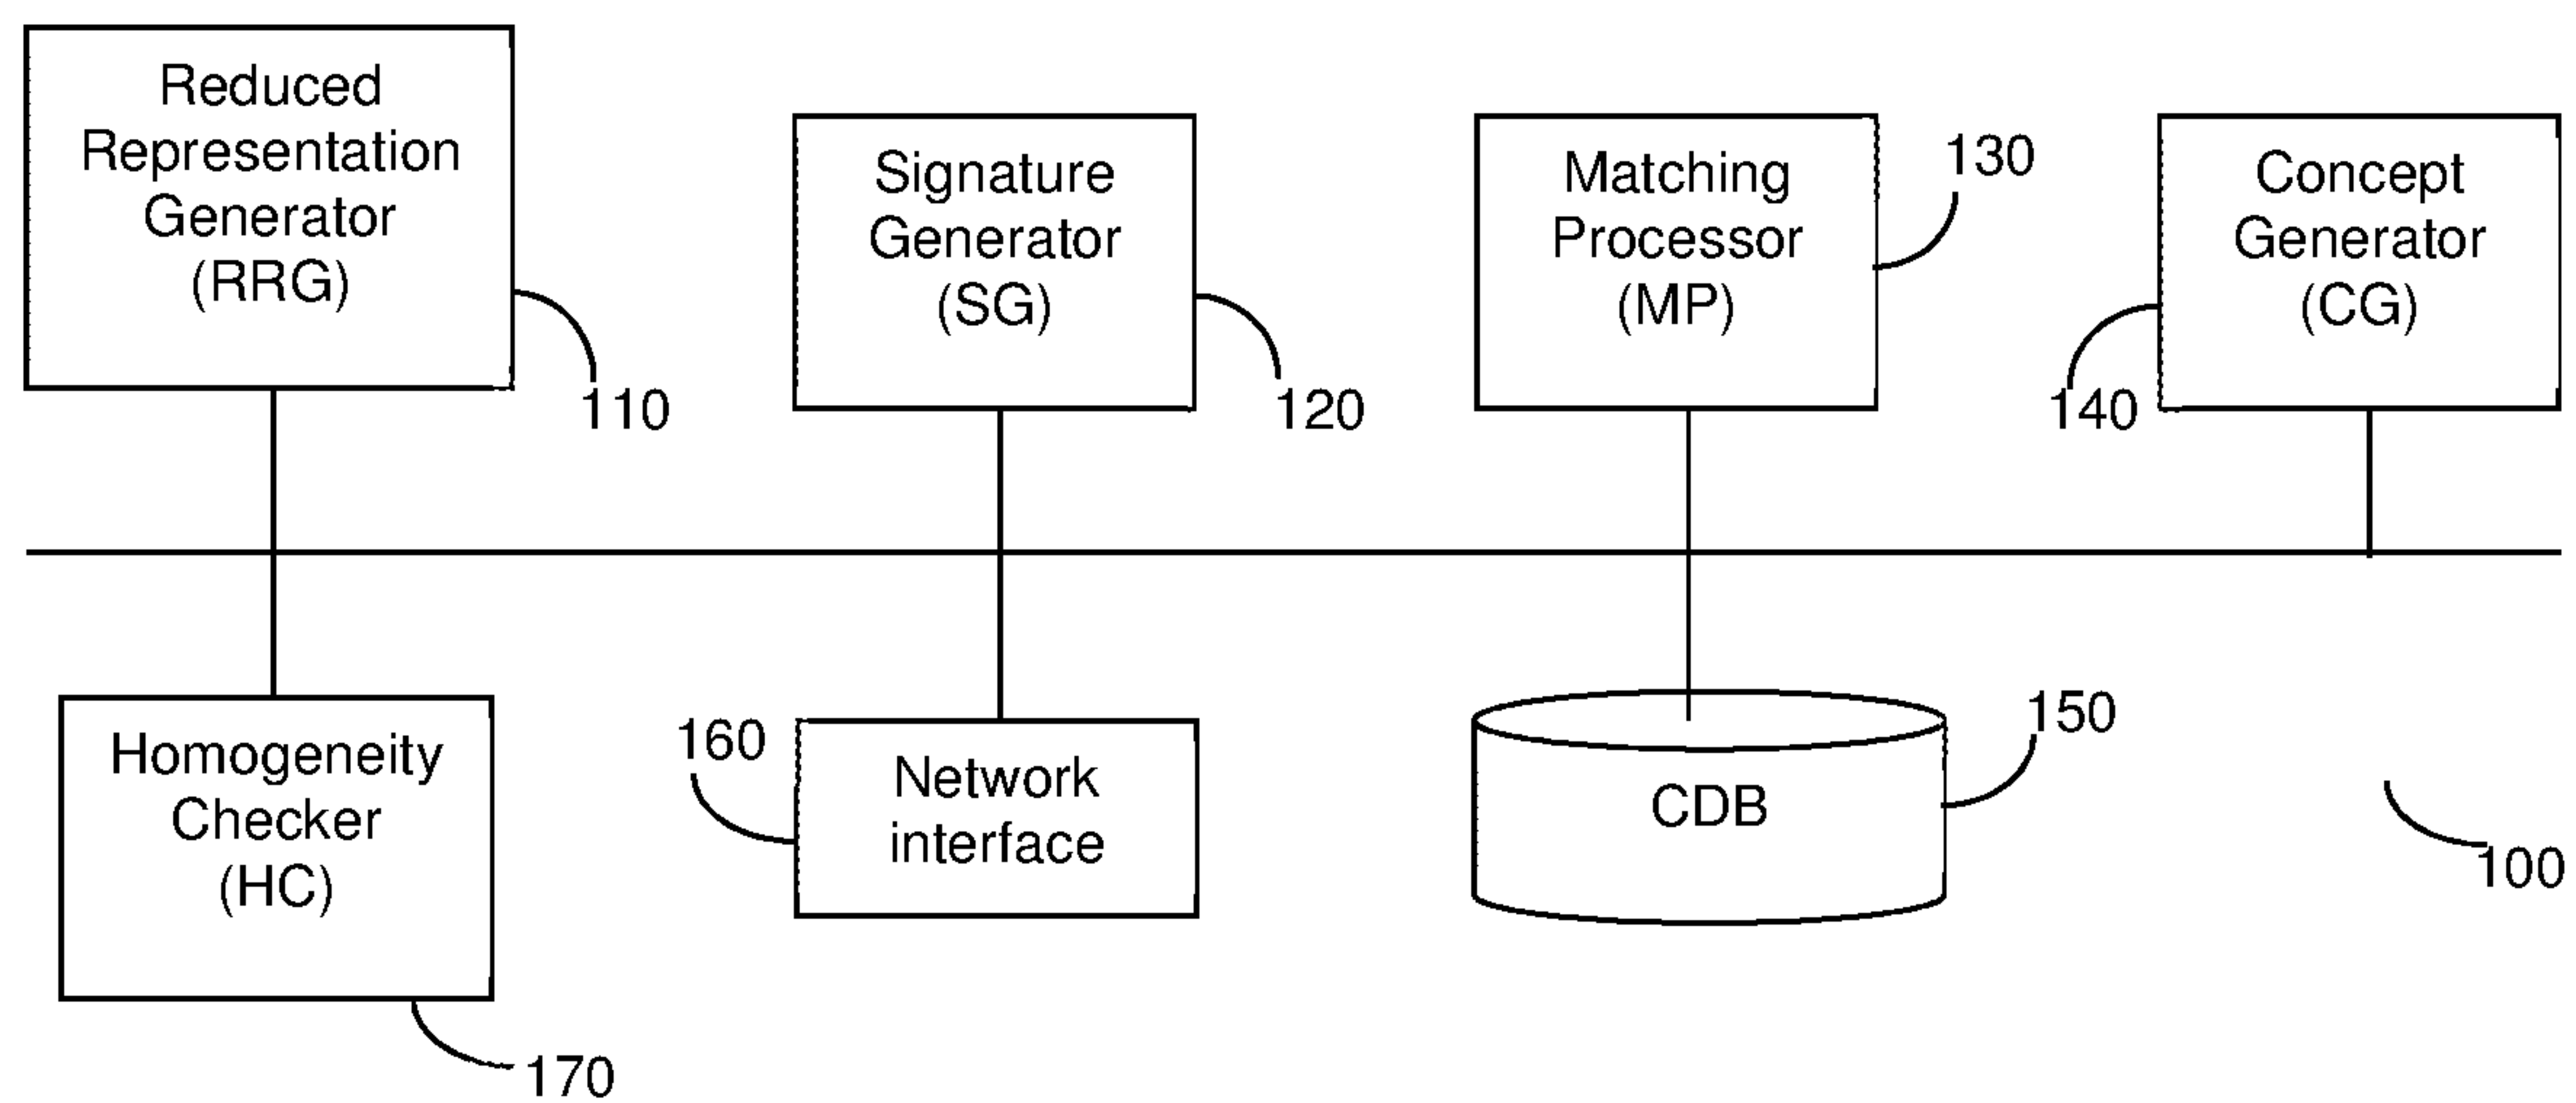 Reduced
Representation
Generator
(RRG)
110
Signature
Generator
(SG)
120
Matching
Processor
(MP)
130
Concept
Generator
(CG)
140
Homogeneity
Checker
(HC)
170
160
Network
interface
CDB
150
100